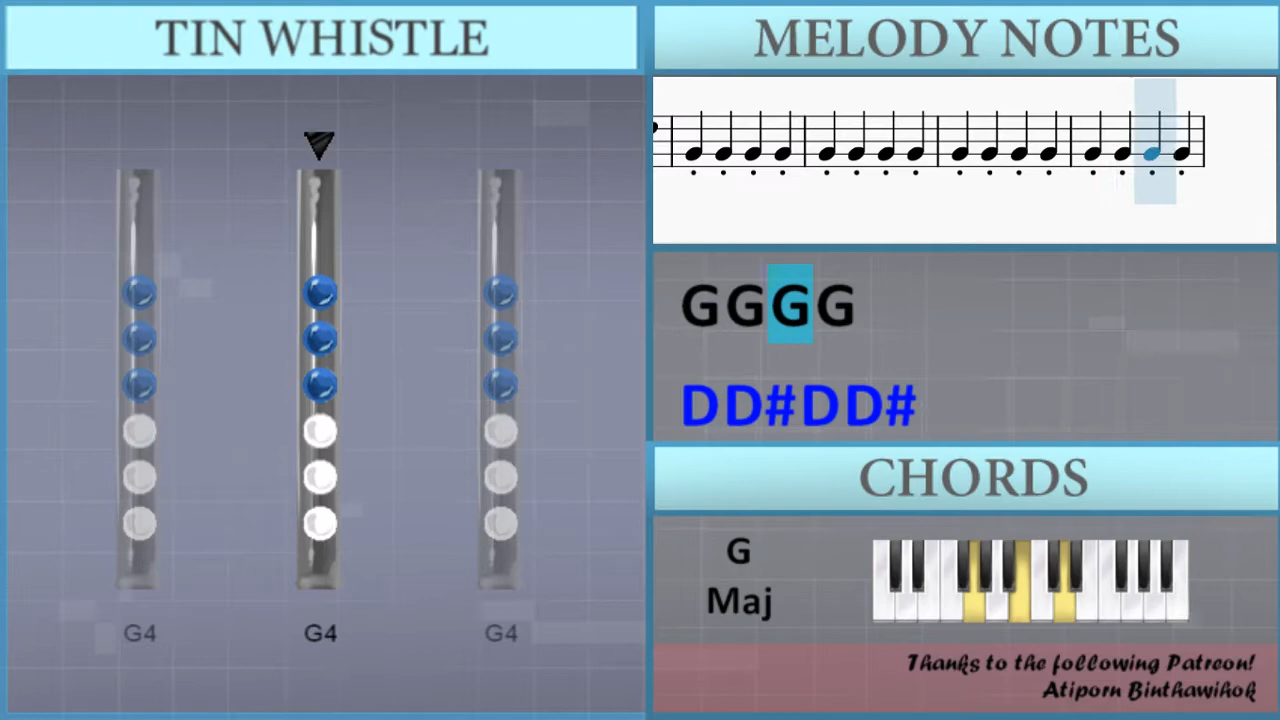 TIN WHISTLE
G4 G4 G4
MELODY NOTES
GGGG
DD#DD#
CHORDS
G
Maj
Thanks to the following Patreon!
Atiporn Binthawihok